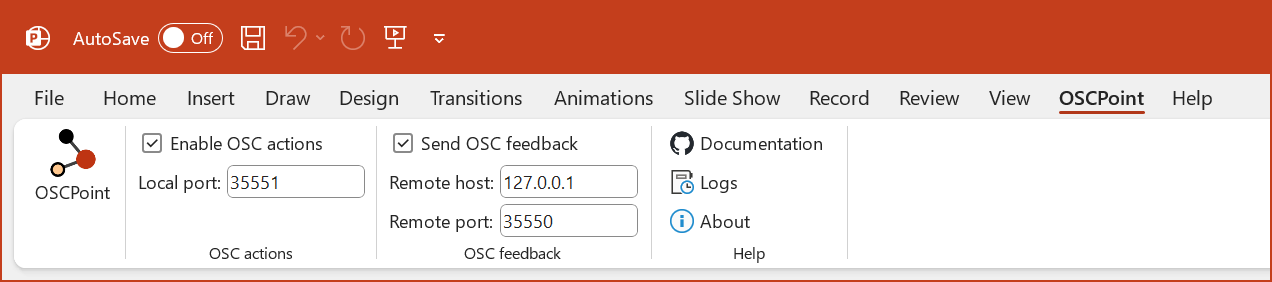 AutoSave Off
File Home Insert Draw Design Transitions Animations Slide Show Record Review View OSCPoint Help
OSCPoint
Enable OSC actions
Local port: 35551
OSC actions
Send OSC feedback
Remote host: 127.0.0.1
Remote port: 35550
OSC feedback
Documentation
Logs
About
Help